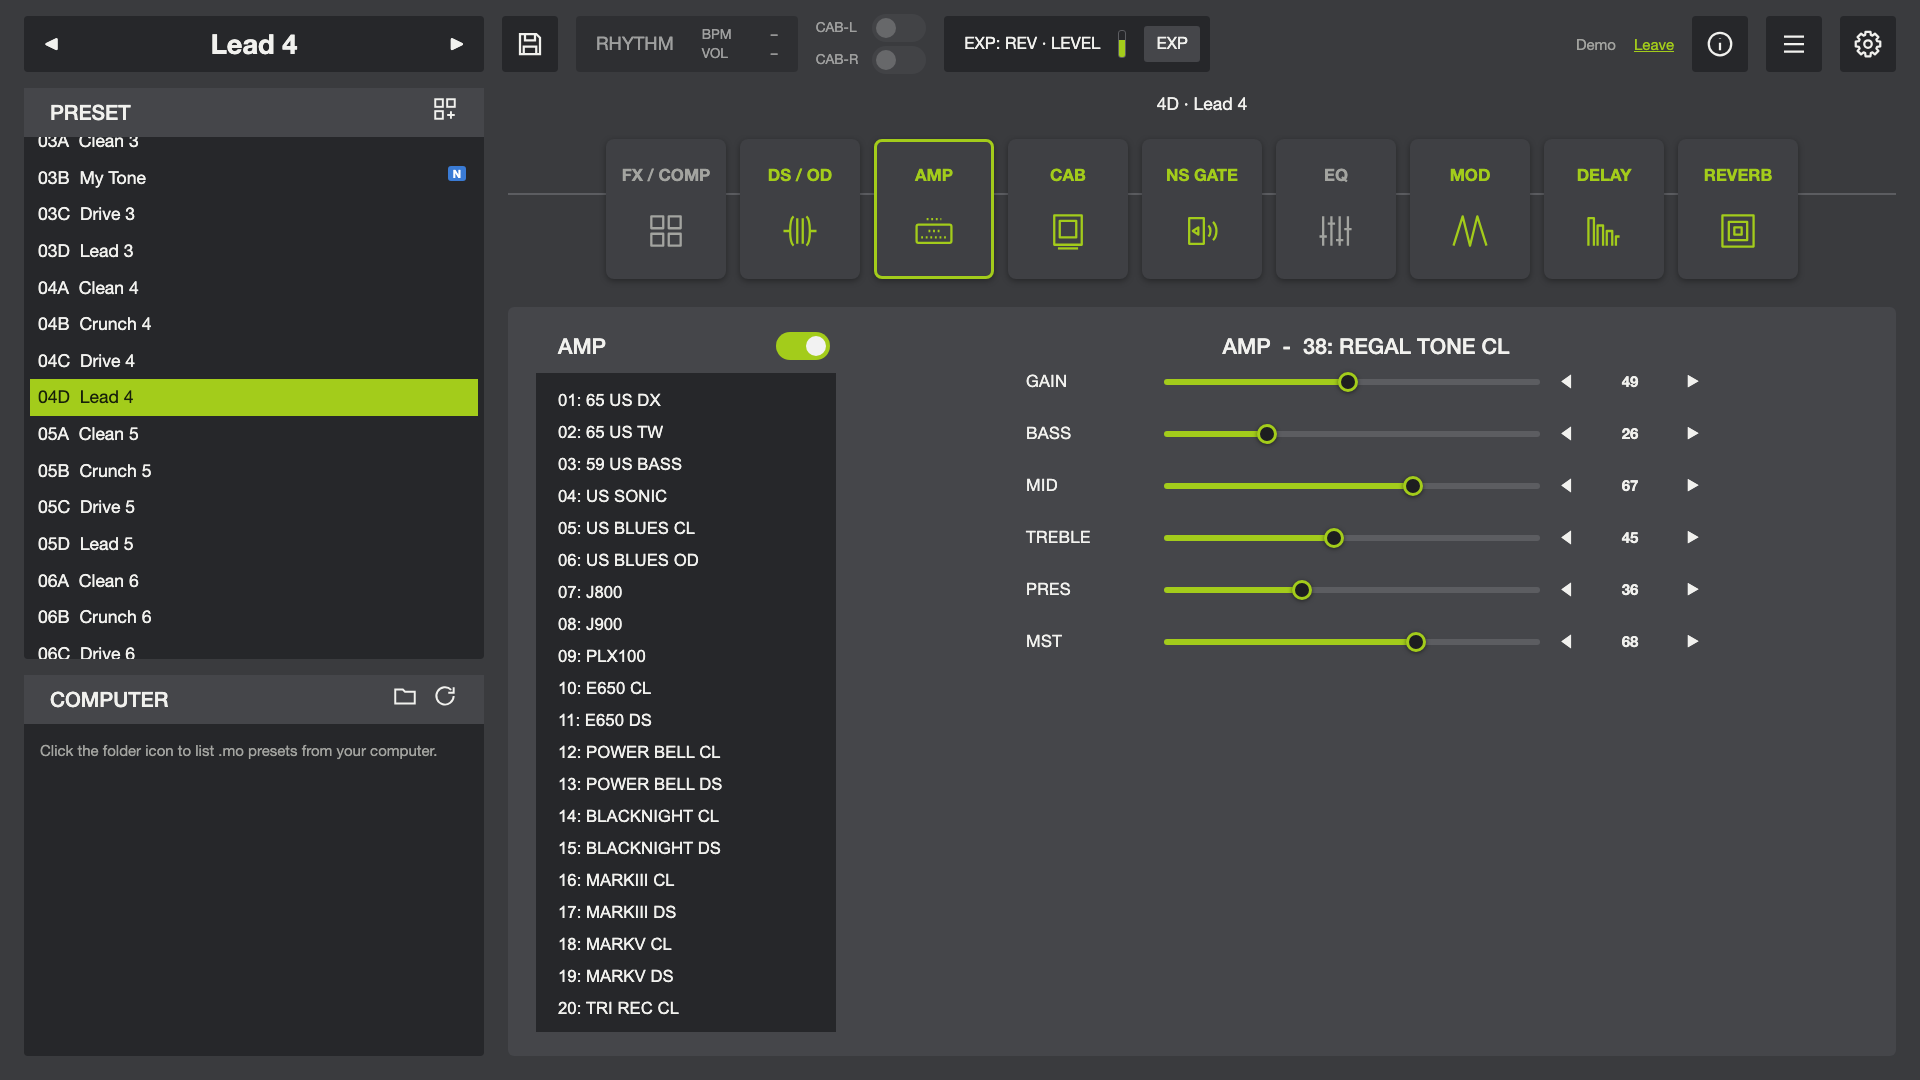 Lead 4
RHYTHM
BPM –
VOL –
CAB-L
CAB-R
EXP: REV · LEVEL
EXP
Demo
Leave
PRESET
03A Clean 3
03B My Tone N
03C Drive 3
03D Lead 3
04A Clean 4
04B Crunch 4
04C Drive 4
04D Lead 4
05A Clean 5
05B Crunch 5
05C Drive 5
05D Lead 5
06A Clean 6
06B Crunch 6
06C Drive 6
COMPUTER
Click the folder icon to list .mo presets from your computer.
4D · Lead 4
FX / COMP
DS / OD
AMP
CAB
NS GATE
EQ
MOD
DELAY
REVERB
AMP
01: 65 US DX
02: 65 US TW
03: 59 US BASS
04: US SONIC
05: US BLUES CL
06: US BLUES OD
07: J800
08: J900
09: PLX100
10: E650 CL
11: E650 DS
12: POWER BELL CL
13: POWER BELL DS
14: BLACKNIGHT CL
15: BLACKNIGHT DS
16: MARKIII CL
17: MARKIII DS
18: MARKV CL
19: MARKV DS
20: TRI REC CL
AMP - 38: REGAL TONE CL
GAIN 49
BASS 26
MID 67
TREBLE 45
PRES 36
MST 68